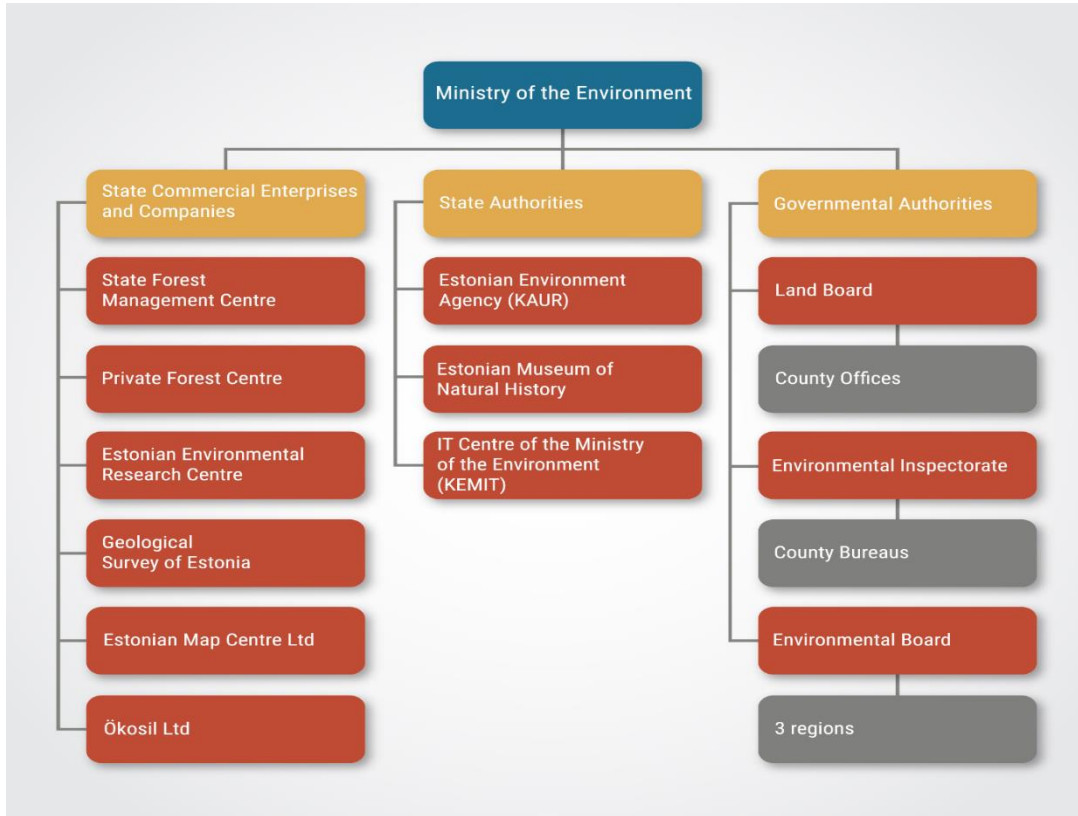 Ministry of the Environment
State Commercial Enterprises
and Companies
State Forest
Management Centre
Private Forest Centre
Estonian Environmental
Research Centre
Geological
Survey of Estonia
Estonian Map Centre Ltd
Ökosil Ltd
State Authorities
Estonian Environment
Agency (KAUR)
Estonian Museum of
Natural History
IT Centre of the Ministry
of the Environment
(KEMIT)
Governmental Authorities
Land Board
County Offices
Environmental Inspectorate
County Bureaus
Environmental Board
3 regions